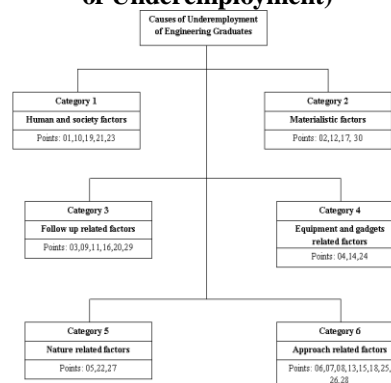 of Underemployment)
Causes of Underemployment
of Engineering Graduates
Category 1
Human and society factors
Points: 01,10,19,21,23
Category 2
Materialistic factors
Points: 02,12,17, 30
Category 3
Follow up related factors
Points: 03,09,11,16,20,29
Category 4
Equipment and gadgets
related factors
Points: 04,14,24
Category 5
Nature related factors
Points: 05,22,27
Category 6
Approach related factors
Points: 06,07,08,13,15,18,25,
26,28